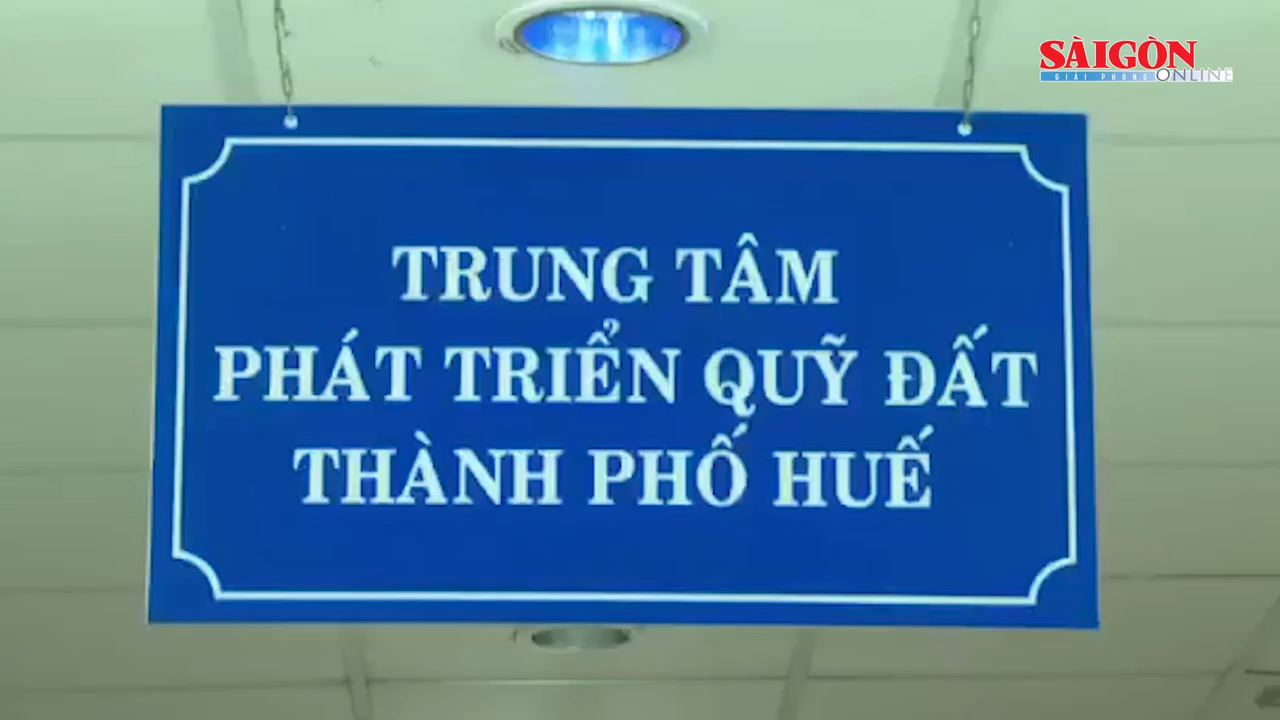 SÀIGÒN
GIẢI PHÓNG ONLINE
TRUNG TÂM
PHÁT TRIỂN QUỸ ĐẤT
THÀNH PHỐ HUẾ